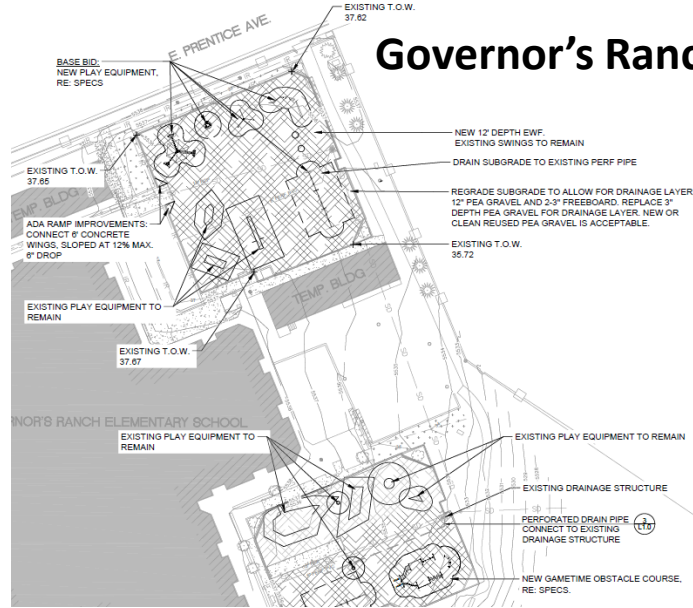 EXISTING T.O.W.
37.62
Governor's Ranc
E. PRENTICE AVE.
BASE BID:
NEW PLAY EQUIPMENT,
RE: SPECS
NEW 12' DEPTH EWF.
EXISTING SWINGS TO REMAIN
DRAIN SUBGRADE TO EXISTING PERF PIPE
EXISTING T.O.W.
37.65
TEMP. BLDG
REGRADE SUBGRADE TO ALLOW FOR DRAINAGE LAYER
12" PEA GRAVEL AND 2-3" FREEBOARD. REPLACE 3"
DEPTH PEA GRAVEL FOR DRAINAGE LAYER. NEW OR
CLEAN REUSED PEA GRAVEL IS ACCEPTABLE.
ADA RAMP IMPROVEMENTS:
CONNECT 6' CONCRETE
WINGS, SLOPED AT 12% MAX.
6" DROP
EXISTING T.O.W.
35.72
TEMP. BLDG
EXISTING PLAY EQUIPMENT TO
REMAIN
EXISTING T.O.W.
37.67
NOR'S RANCH ELEMENTARY SCHOOL
EXISTING PLAY EQUIPMENT TO
REMAIN
EXISTING PLAY EQUIPMENT TO REMAIN
EXISTING DRAINAGE STRUCTURE
PERFORATED DRAIN PIPE
CONNECT TO EXISTING
DRAINAGE STRUCTURE
3
L1.0
NEW GAMETIME OBSTACLE COURSE,
RE: SPECS.